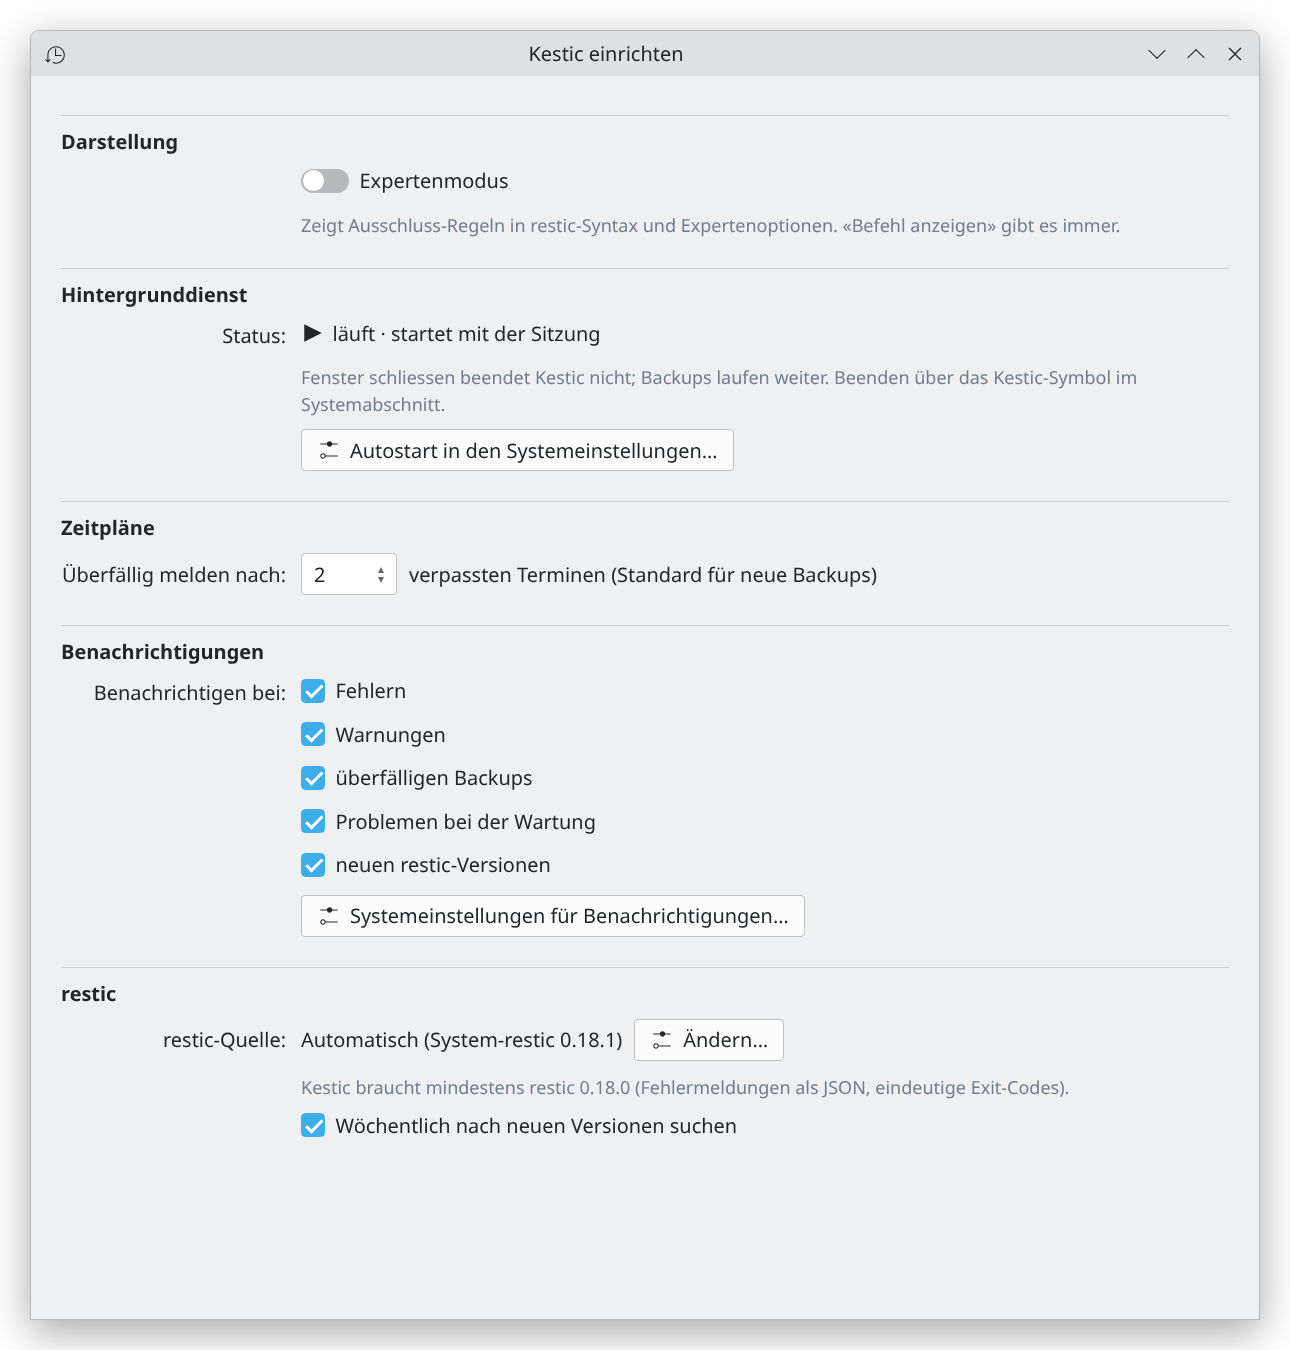 Kestic einrichten
Darstellung
Expertenmodus
Zeigt Ausschluss-Regeln in restic-Syntax und Expertenoptionen. «Befehl anzeigen» gibt es immer.
Hintergrunddienst
Status: läuft · startet mit der Sitzung
Fenster schliessen beendet Kestic nicht; Backups laufen weiter. Beenden über das Kestic-Symbol im
Systemabschnitt.
Autostart in den Systemeinstellungen...
Zeitpläne
Überfällig melden nach: 2 verpassten Terminen (Standard für neue Backups)
Benachrichtigungen
Benachrichtigen bei: Fehlern
Warnungen
überfälligen Backups
Problemen bei der Wartung
neuen restic-Versionen
Systemeinstellungen für Benachrichtigungen...
restic
restic-Quelle: Automatisch (System-restic 0.18.1) Ändern...
Kestic braucht mindestens restic 0.18.0 (Fehlermeldungen als JSON, eindeutige Exit-Codes).
Wöchentlich nach neuen Versionen suchen